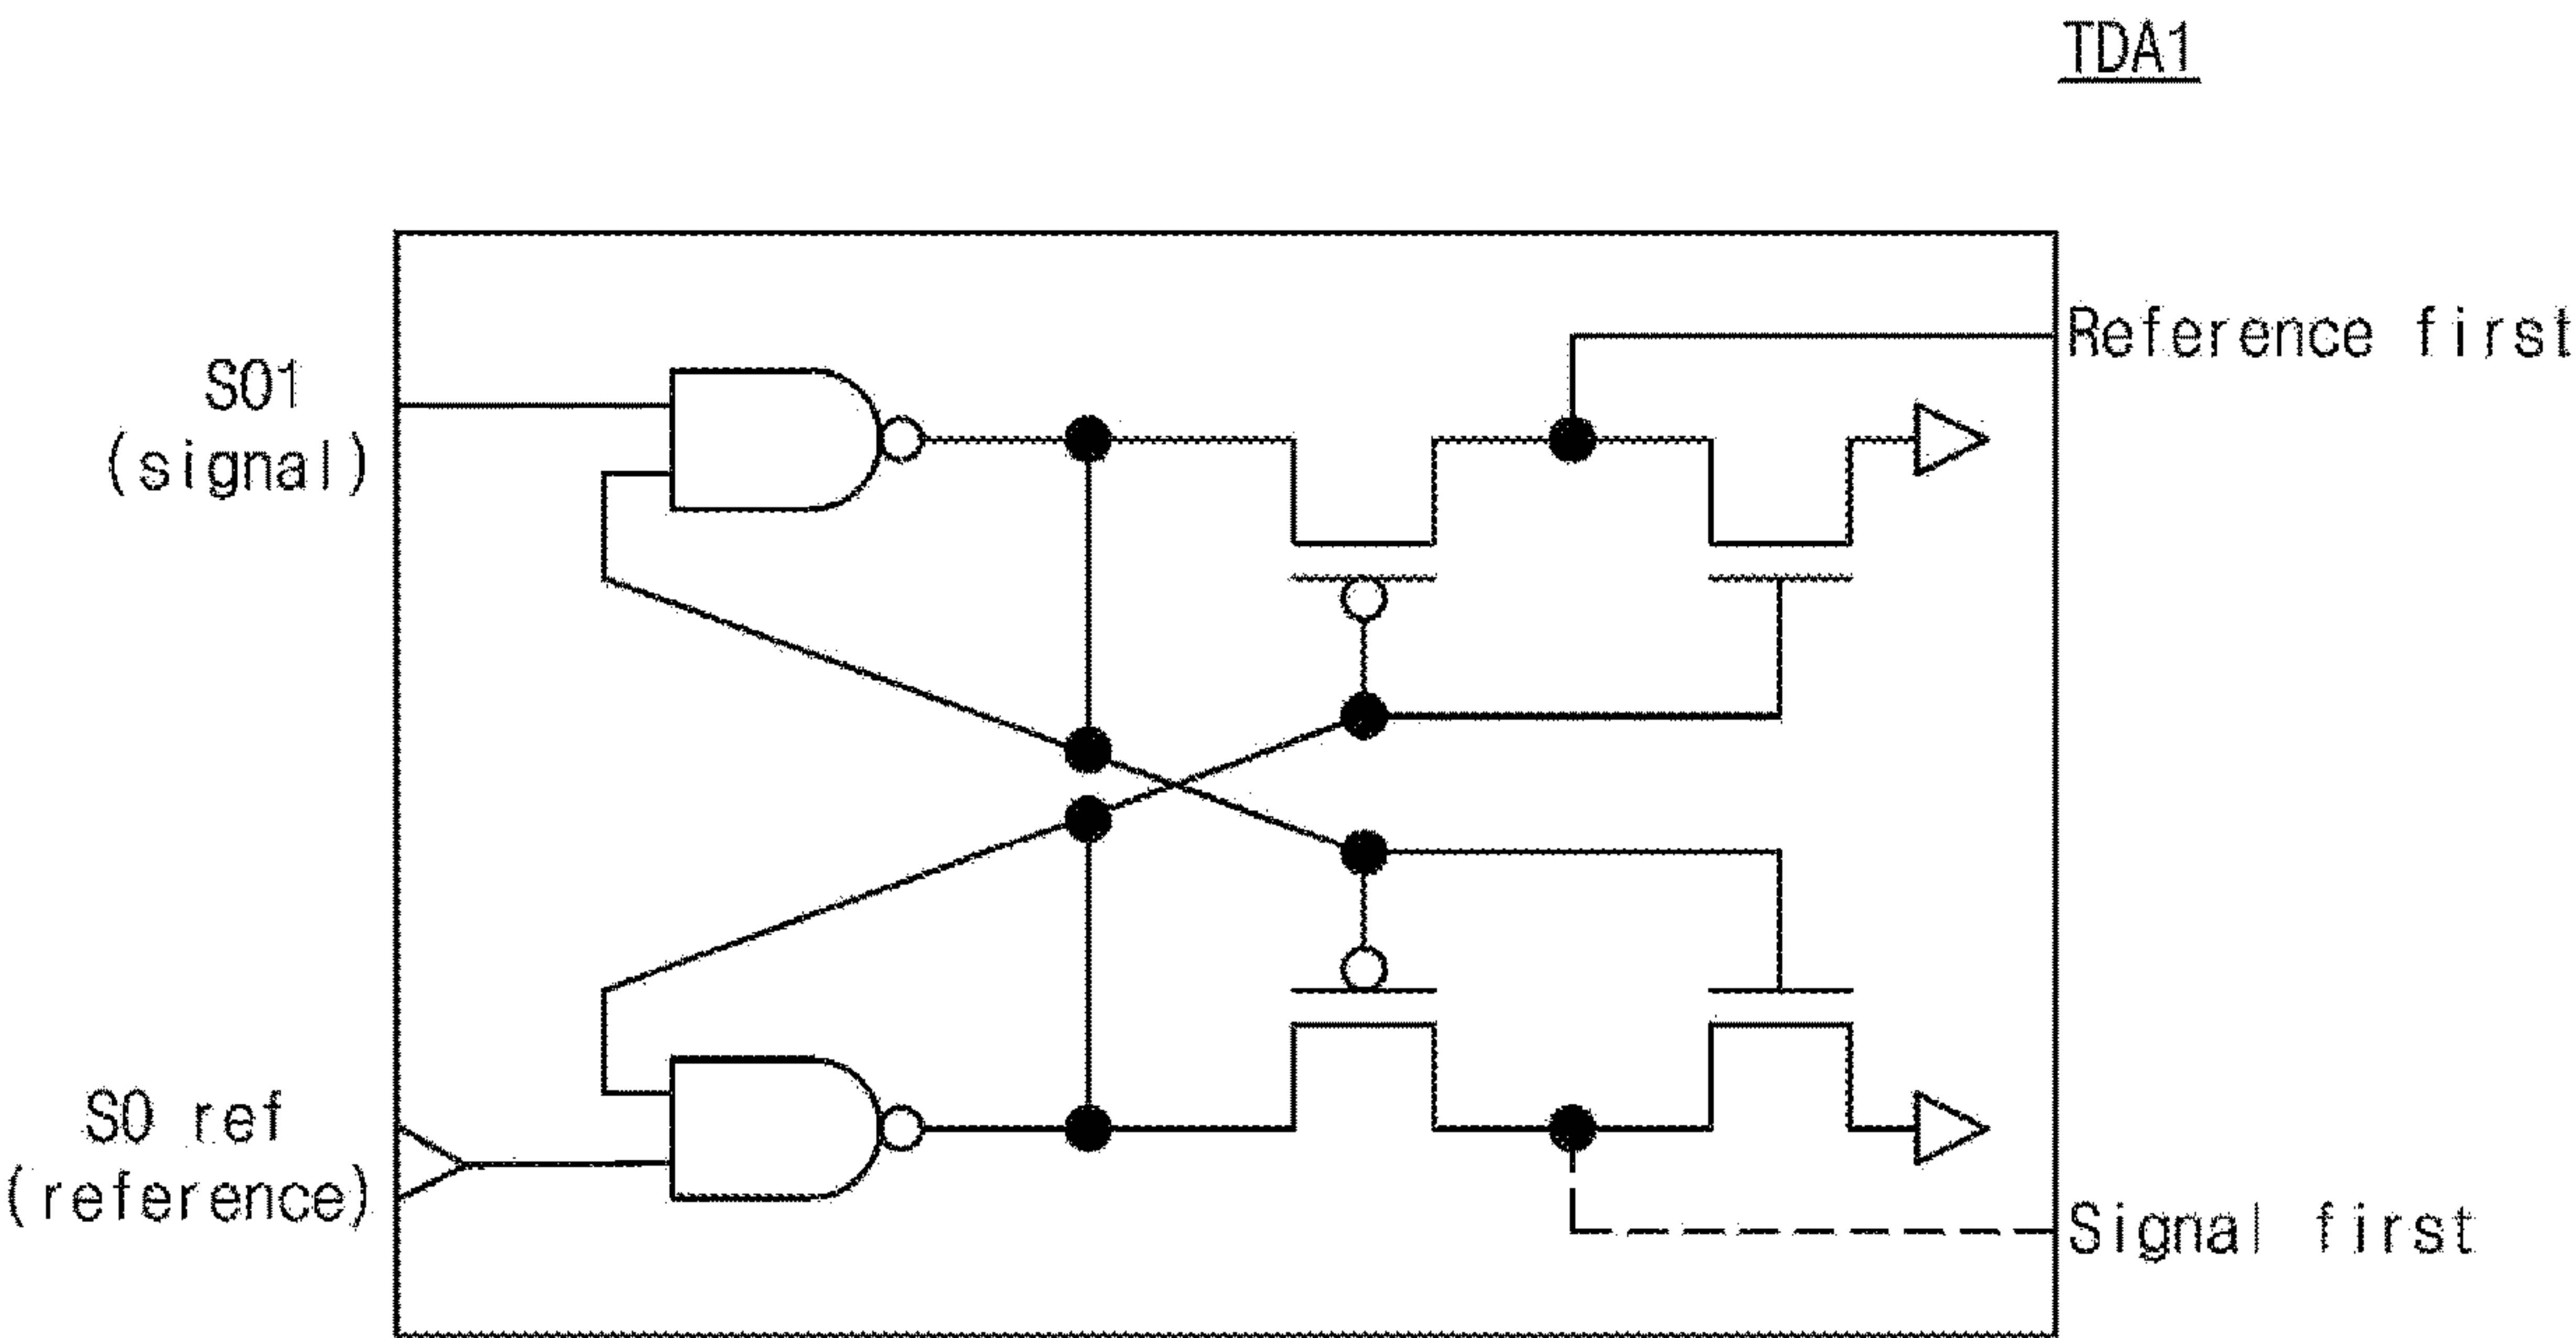 TDA1
Reference first
S01
(signal)
S0 ref
(reference)
Signal first